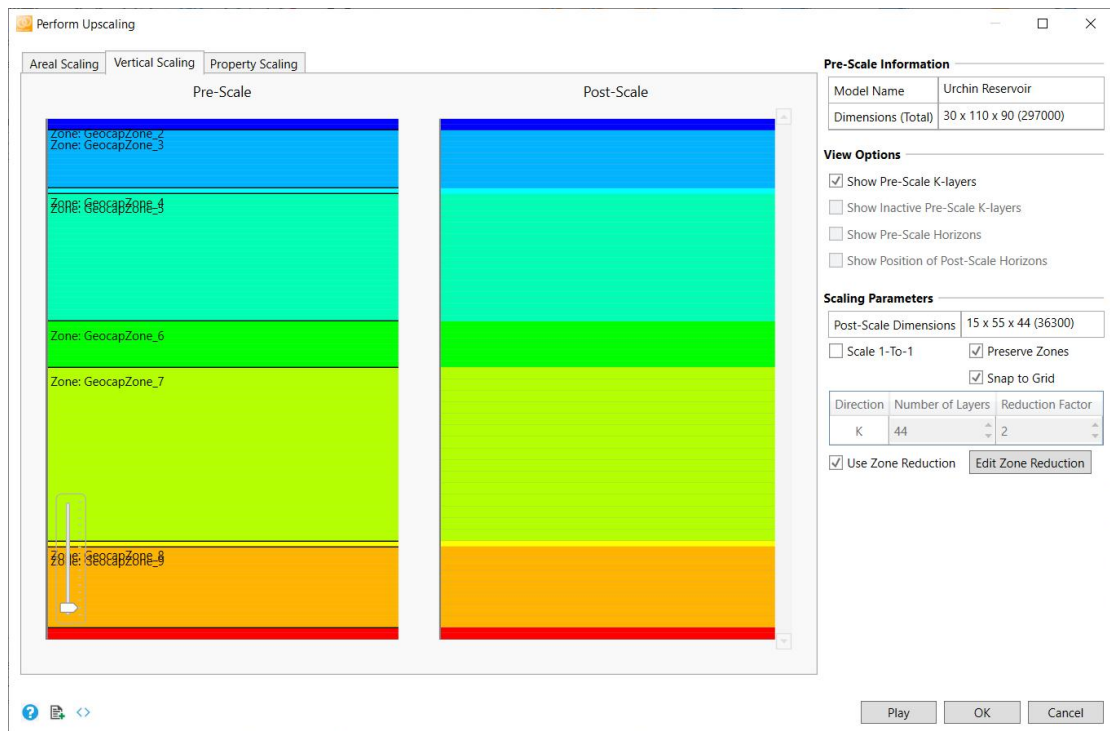 Perform Upscaling
Areal Scaling
Vertical Scaling
Property Scaling
Pre-Scale
Post-Scale
Zone: GeocapZone_2
Zone: GeocapZone_3
Zone: GeocapZone_4
Zone: GeocapZone_5
Zone: GeocapZone_6
Zone: GeocapZone_7
Zone: GeocapZone_8
Zone: GeocapZone_9
Pre-Scale Information
Model Name Urchin Reservoir
Dimensions (Total) 30 x 110 x 90 (297000)
View Options
Show Pre-Scale K-layers
Show Inactive Pre-Scale K-layers
Show Pre-Scale Horizons
Show Position of Post-Scale Horizons
Scaling Parameters
Post-Scale Dimensions 15 x 55 x 44 (36300)
Scale 1-To-1 Preserve Zones
Snap to Grid
Direction Number of Layers Reduction Factor
K 44 2
Use Zone Reduction Edit Zone Reduction
Play OK Cancel